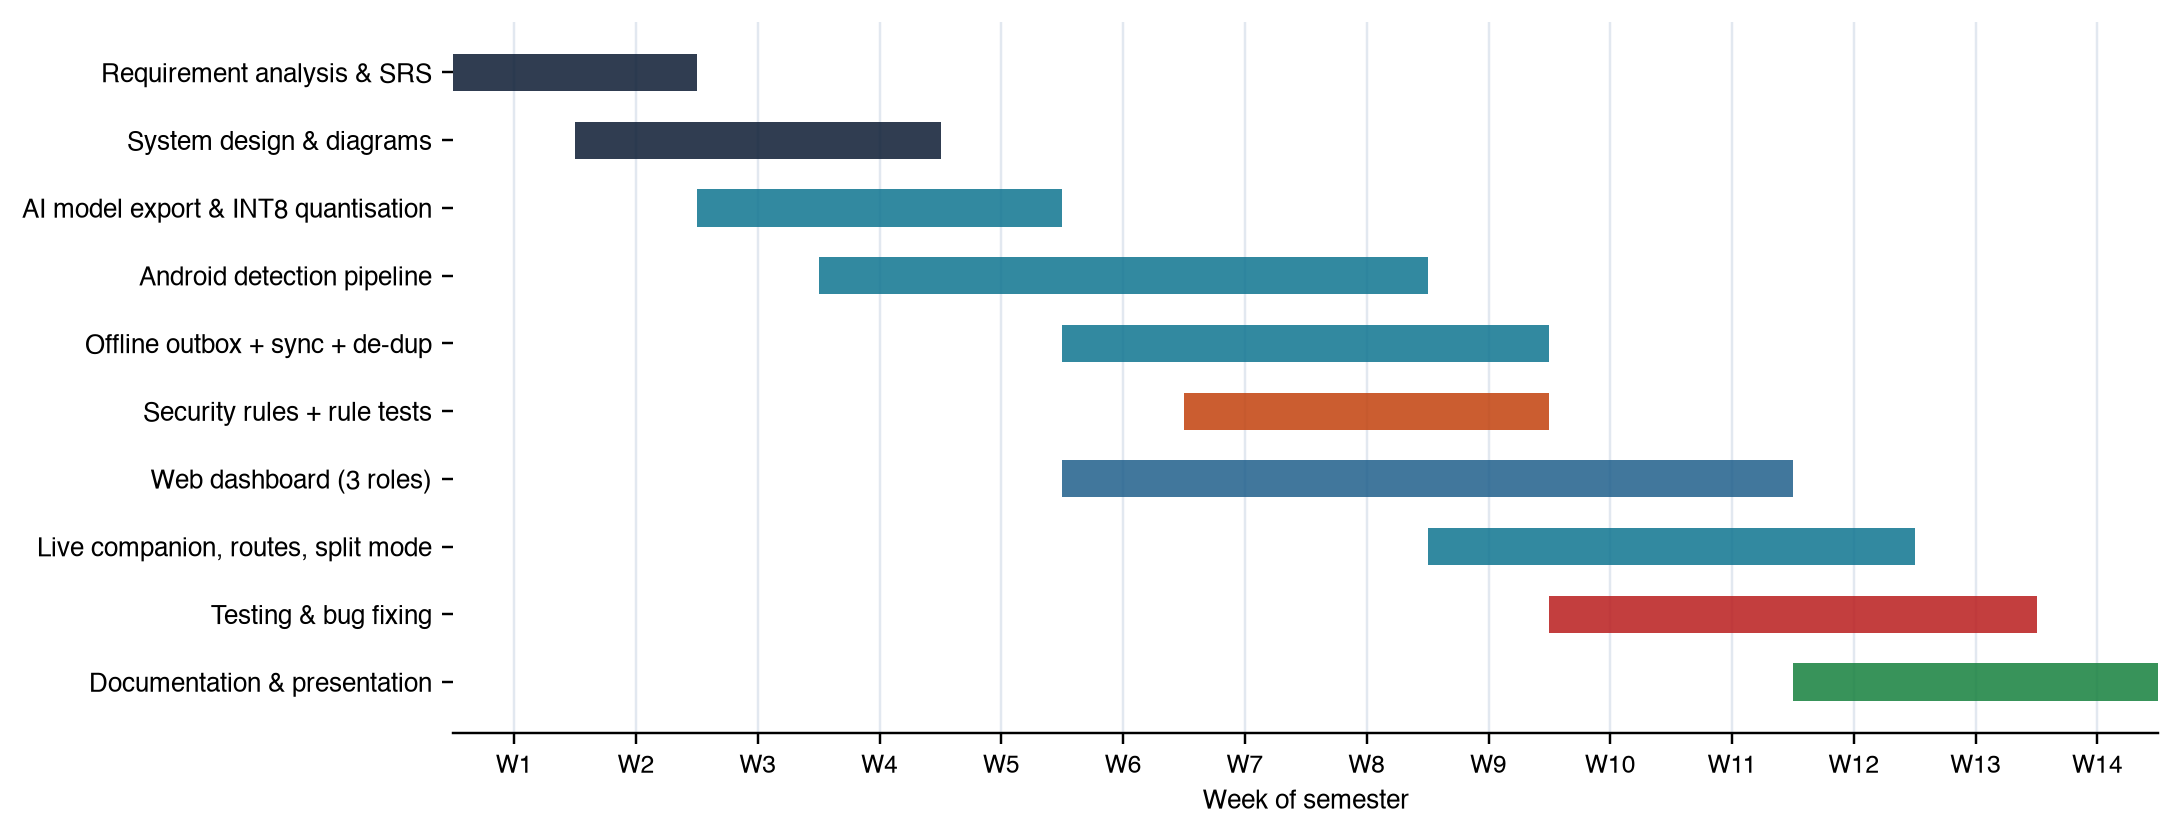 Requirement analysis & SRS
System design & diagrams
AI model export & INT8 quantisation
Android detection pipeline
Offline outbox + sync + de-dup
Security rules + rule tests
Web dashboard (3 roles)
Live companion, routes, split mode
Testing & bug fixing
Documentation & presentation
W1 W2 W3 W4 W5 W6 W7 W8 W9 W10 W11 W12 W13 W14
Week of semester